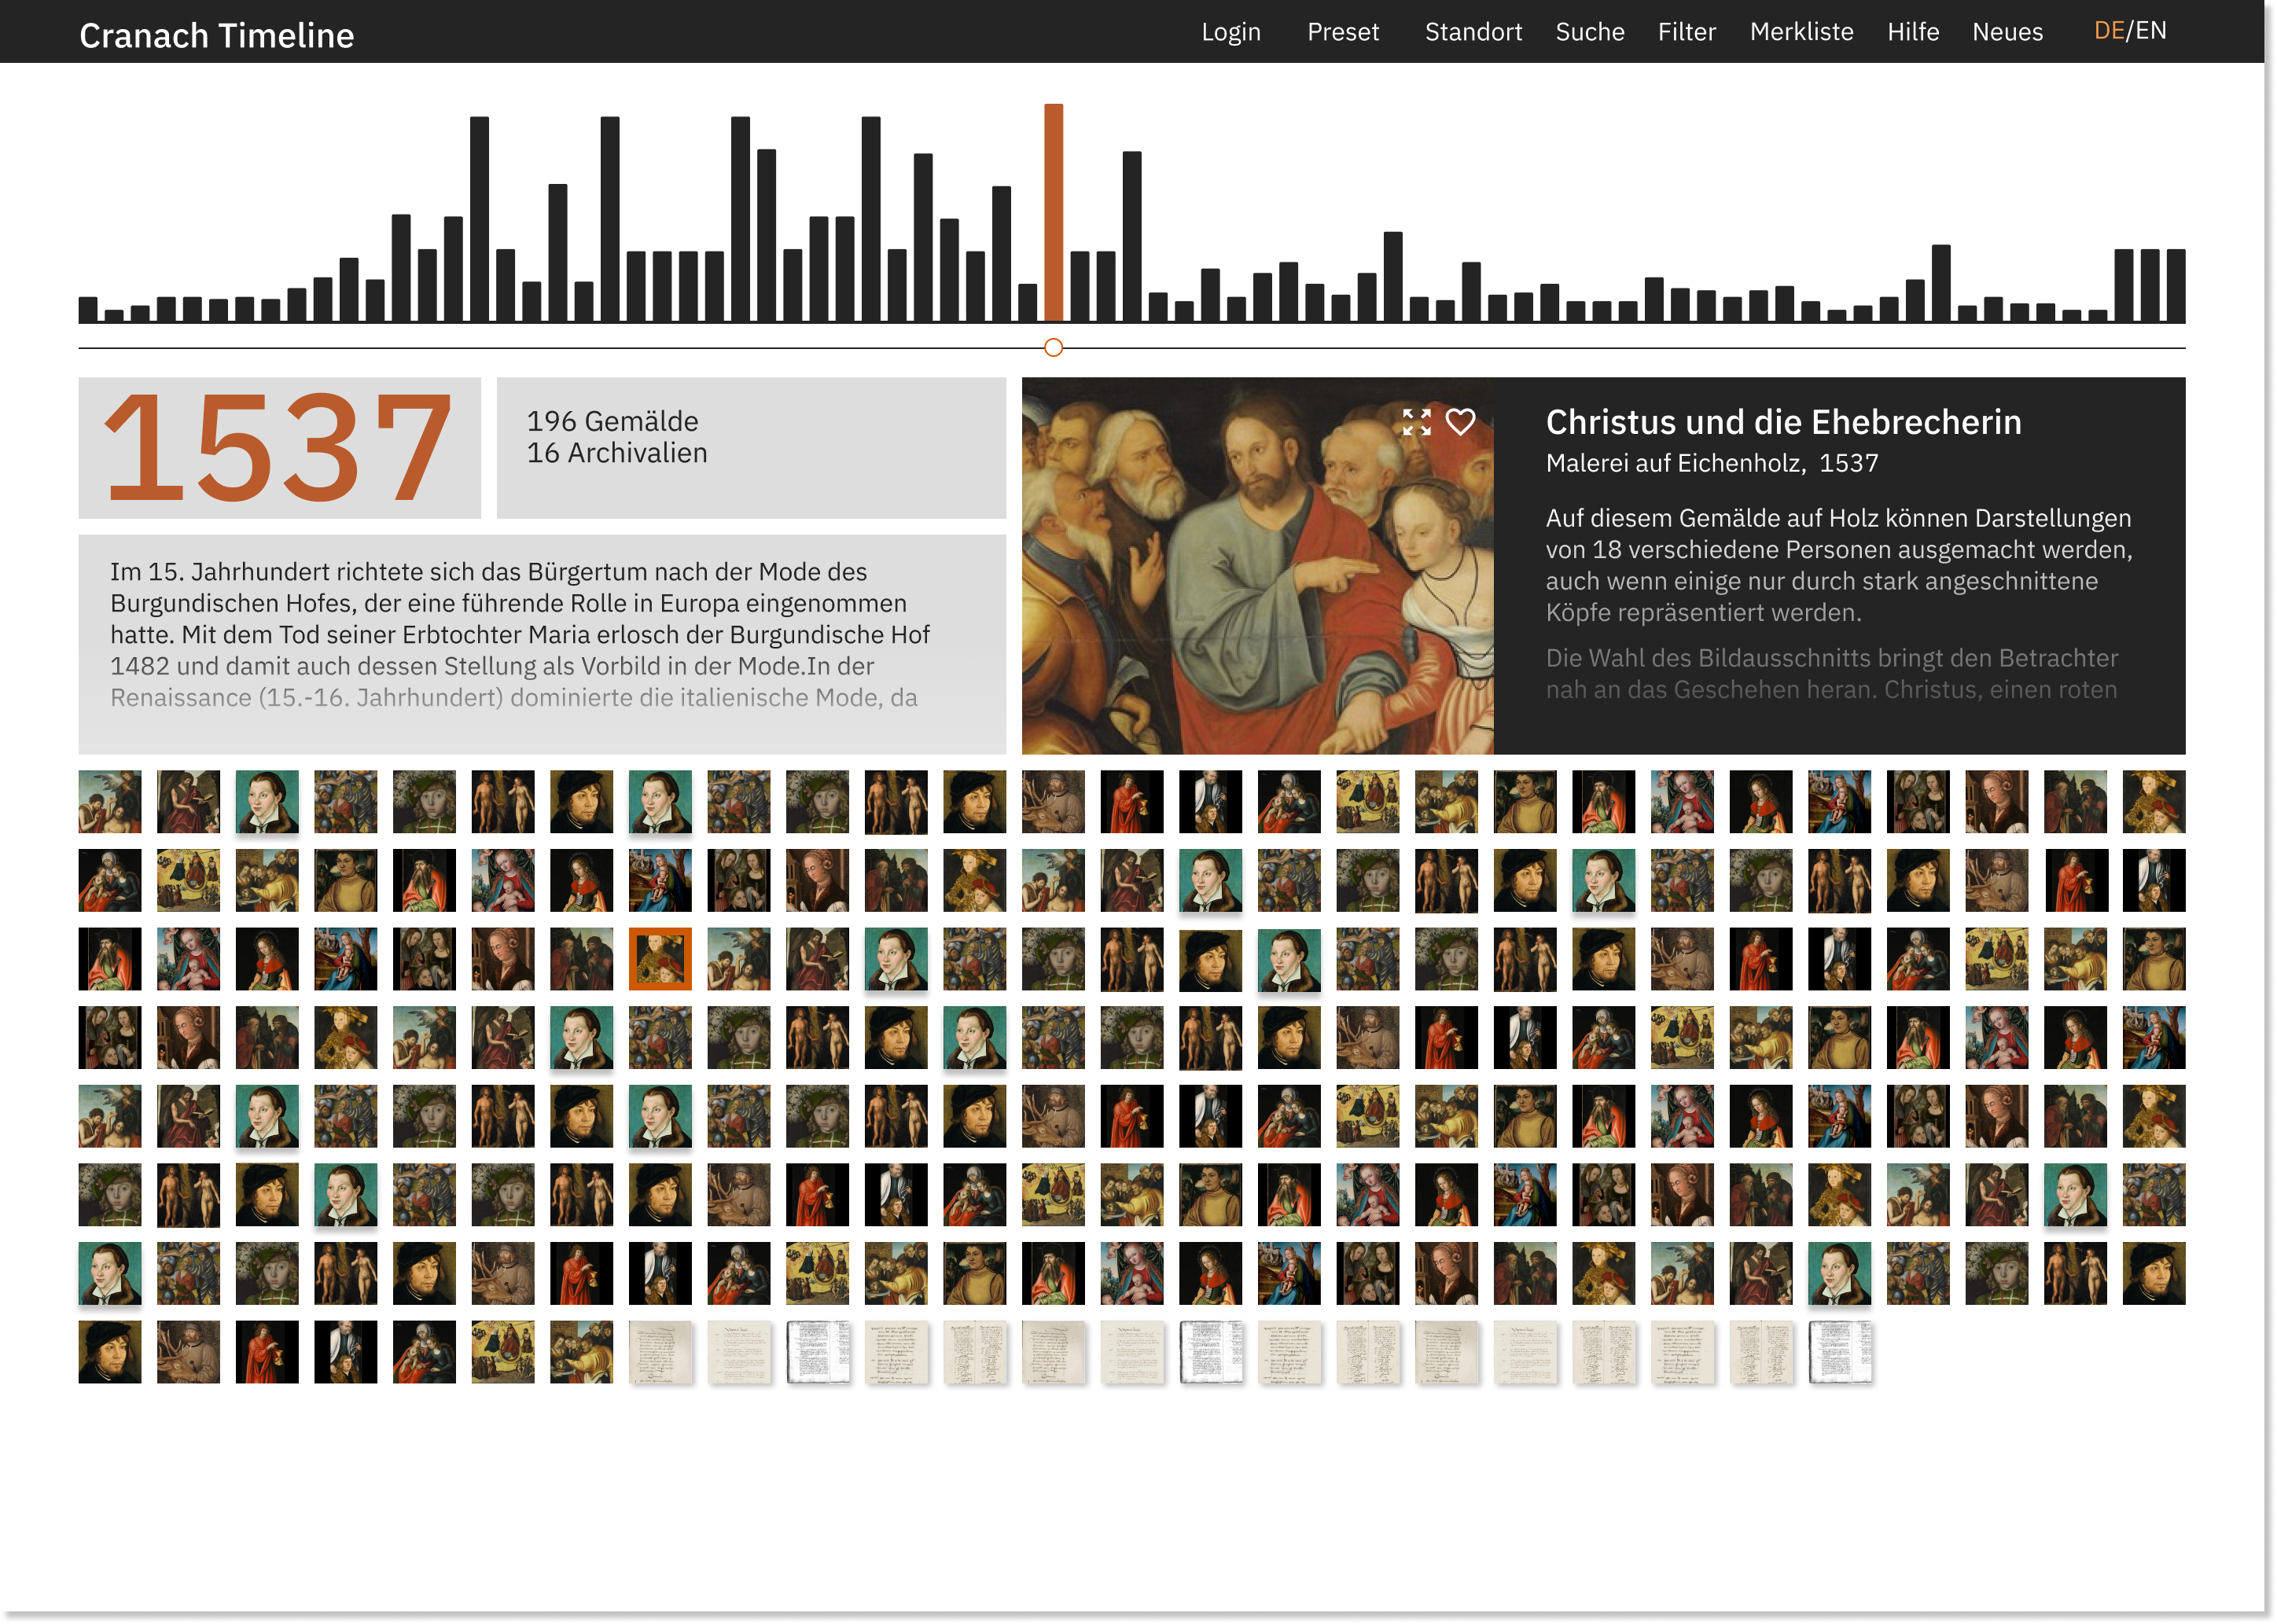 Cranach Timeline
Login Preset Standort Suche Filter Merkliste Hilfe Neues DE/EN
1537
196 Gemälde
16 Archivalien
Im 15. Jahrhundert richtete sich das Bürgertum nach der Mode des
Burgundischen Hofes, der eine führende Rolle in Europa eingenommen
hatte. Mit dem Tod seiner Erbtochter Maria erlosch der Burgundische Hof
1482 und damit auch dessen Stellung als Vorbild in der Mode.In der
Renaissance (15.-16. Jahrhundert) dominierte die italienische Mode, da
Christus und die Ehebrecherin
Malerei auf Eichenholz, 1537
Auf diesem Gemälde auf Holz können Darstellungen
von 18 verschiedene Personen ausgemacht werden,
auch wenn einige nur durch stark angeschnittene
Köpfe repräsentiert werden.
Die Wahl des Bildausschnitts bringt den Betrachter
nah an das Geschehen heran. Christus, einen roten